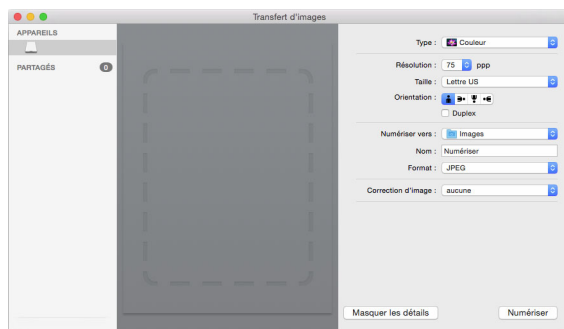 Transfert d'images
APPAREILS
PARTAGÉS 0
Type : Couleur
Résolution : 75 ppp
Taille : Lettre US
Orientation :
Duplex
Numériser vers : Images
Nom : Numériser
Format : JPEG
Correction d'image : aucune
Masquer les détails Numériser